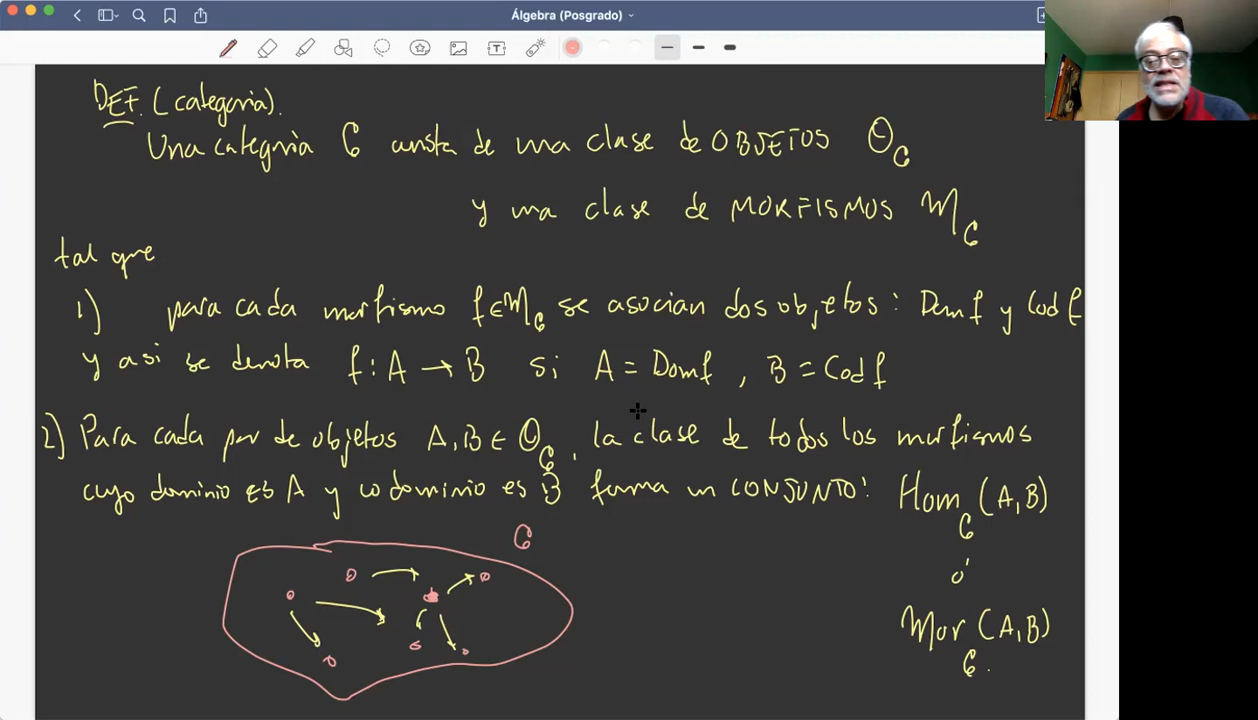 Álgebra (Posgrado)
DEF. (categoria).
Una categoria C consta de una clase de OBJETOS O_C
y una clase de MORFISMOS M_C
tal que
1) para cada morfismo f ∈ M_C se asocian dos objetos: Dom f y Cod f
y asi se denota f: A → B si A = Dom f, B = Cod f
2) Para cada par de objetos A, B ∈ O_C, la clase de todos los morfismos
cuyo dominio es A y codominio es B forma un CONJUNTO: Hom_C (A, B)
C
ó
Mor_C (A, B)